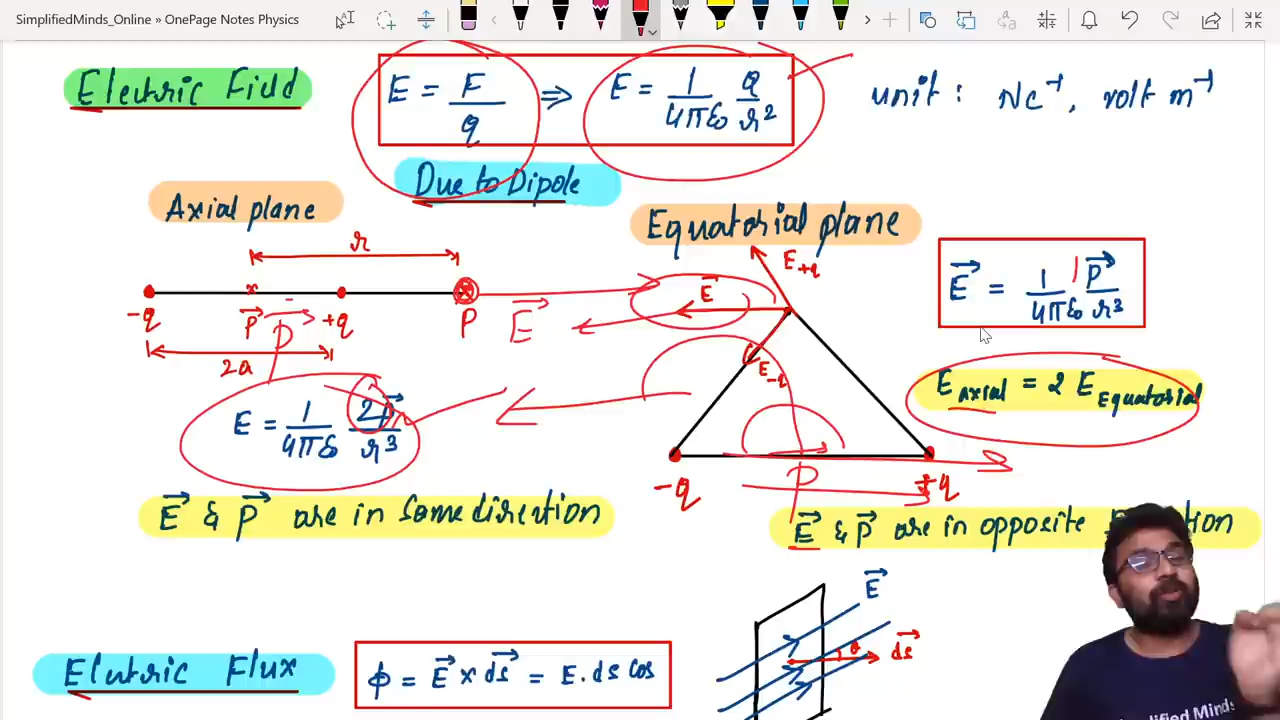 SimplifiedMinds_Online » OnePage Notes Physics
Electric Field
E = F / q ⇒ E = 1/4πε₀ Q/r²
unit : Nc⁻¹, volt m⁻¹
Due to Dipole
Axial plane
Equatorial plane
r
E+q
E⃗
E⃗ = 1/4πε₀ P⃗/r³
-q P⃗ +q P E⃗
P
E-q
2a
E axial = 2 E Equatorial
E = 1/4πε₀ 2P⃗/r³
-q P +q
E⃗ & P⃗ are in same direction
E⃗ & P⃗ are in opposite
E⃗
Elutric Flux
ϕ = E⃗ x ds⃗ = E . ds cos
θ ds⃗